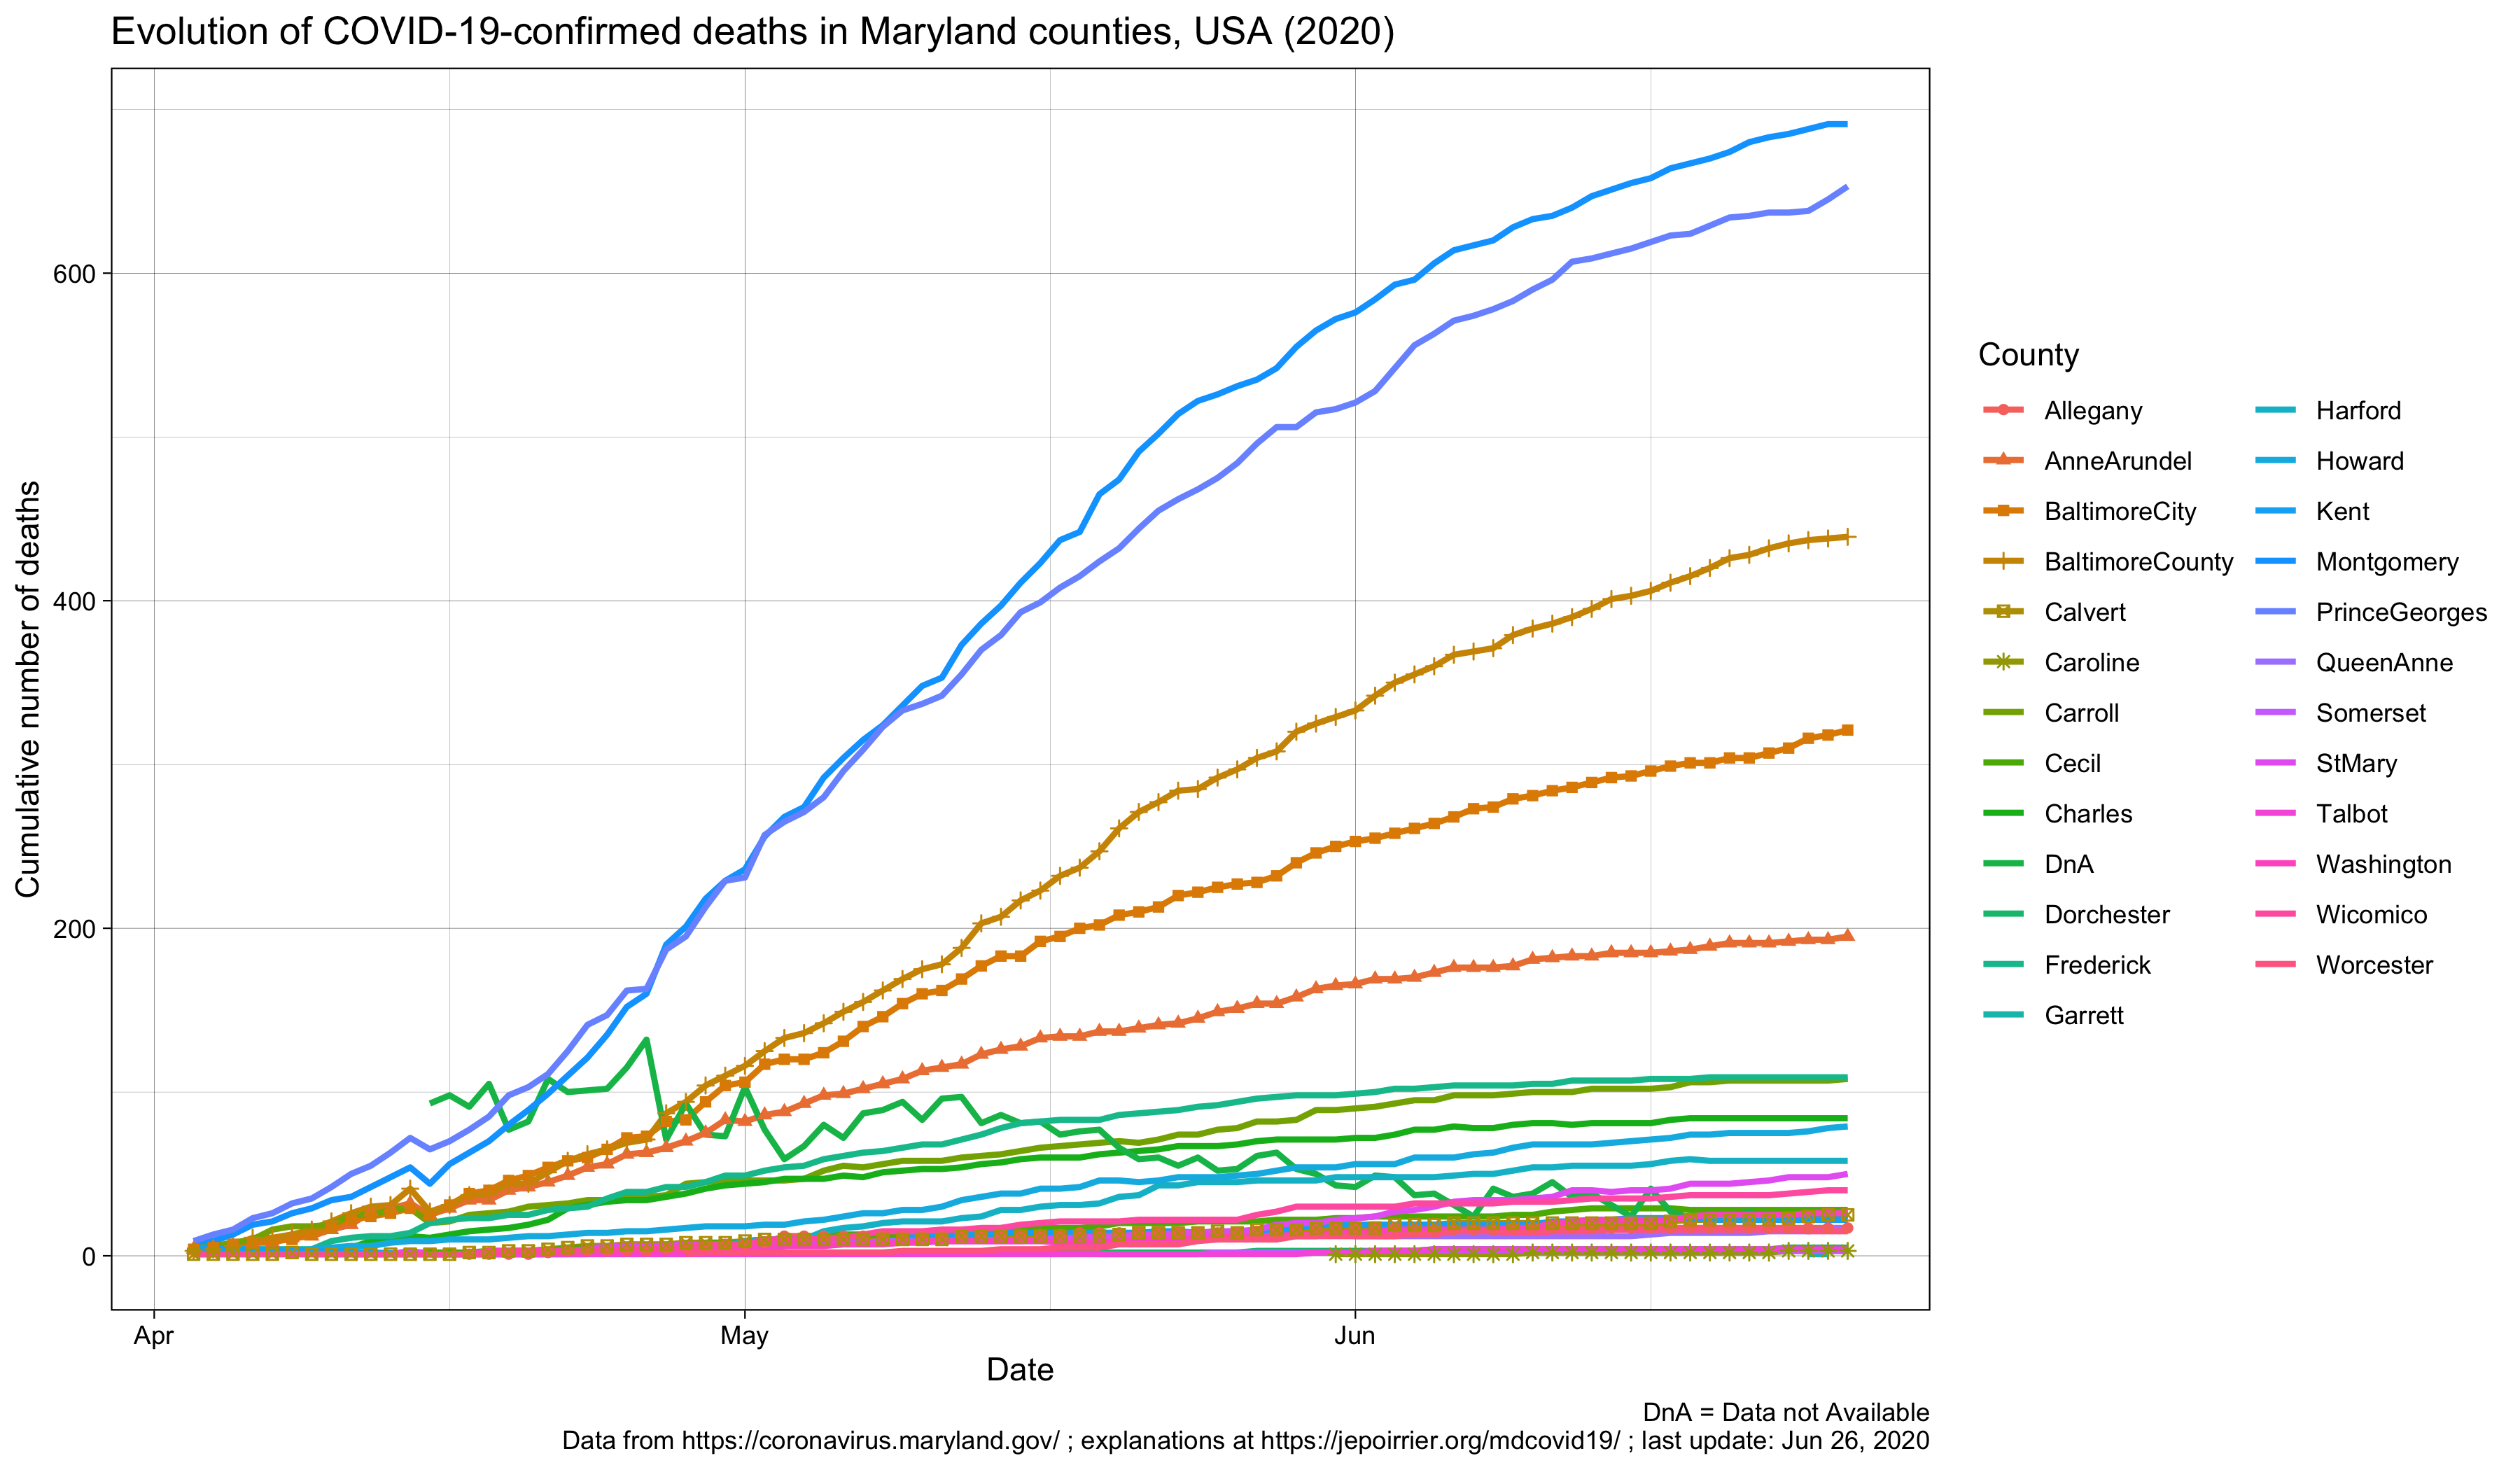 Evolution of COVID-19-confirmed deaths in Maryland counties, USA (2020)
Cumulative number of deaths
600
400
200
0
Apr
May
Jun
Date
County
Allegany
AnneArundel
BaltimoreCity
BaltimoreCounty
Calvert
Caroline
Carroll
Cecil
Charles
DnA
Dorchester
Frederick
Garrett
Harford
Howard
Kent
Montgomery
PrinceGeorges
QueenAnne
Somerset
StMary
Talbot
Washington
Wicomico
Worcester
DnA = Data not Available
Data from https://coronavirus.maryland.gov/ ; explanations at https://jepoirrier.org/mdcovid19/ ; last update: Jun 26, 2020